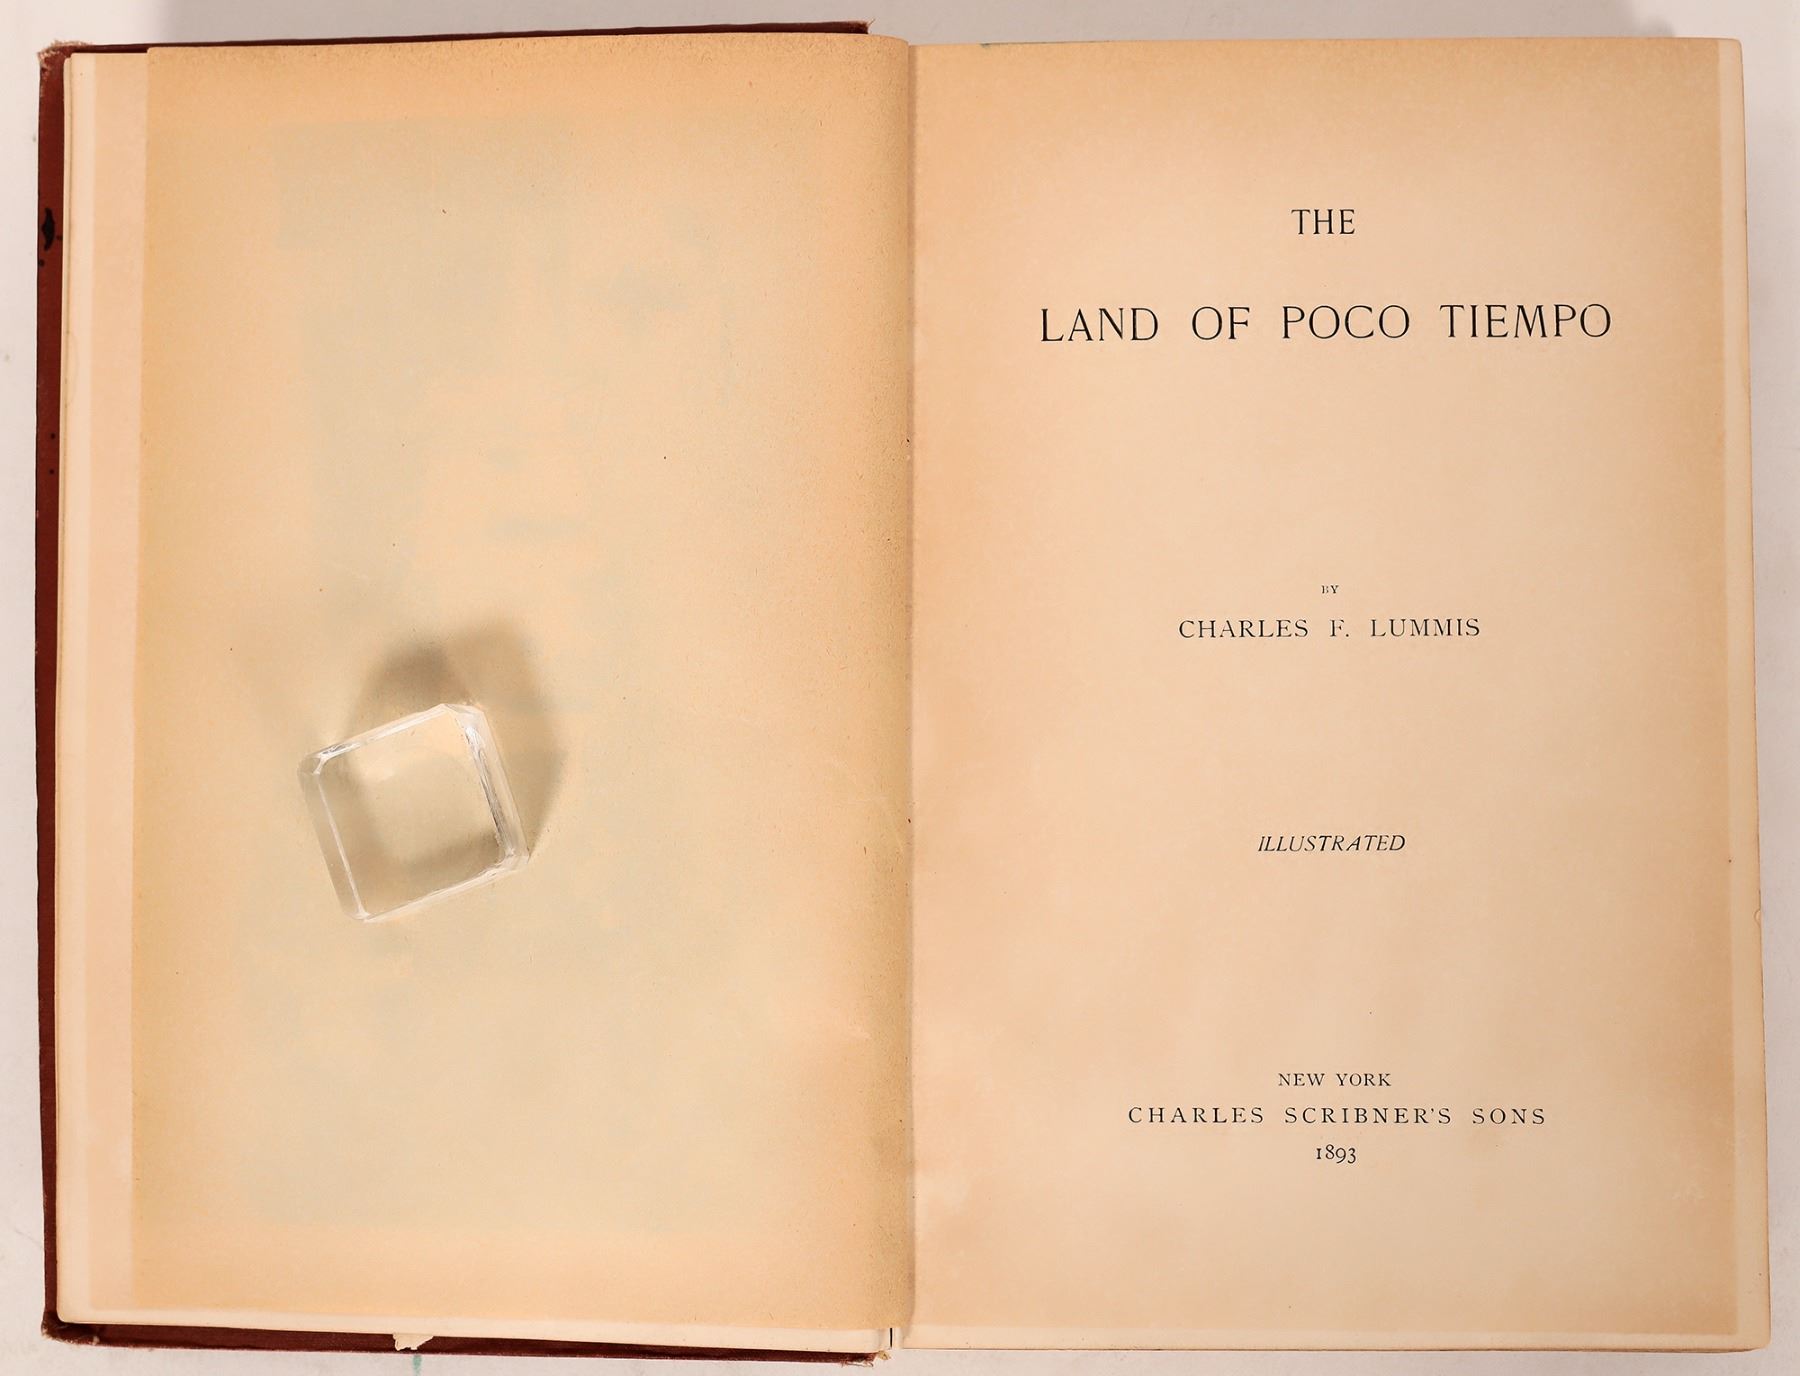 THE
LAND OF POCO TIEMPO
BY
CHARLES F. LUMMIS
ILLUSTRATED
NEW YORK
CHARLES SCRIBNER'S SONS
1893